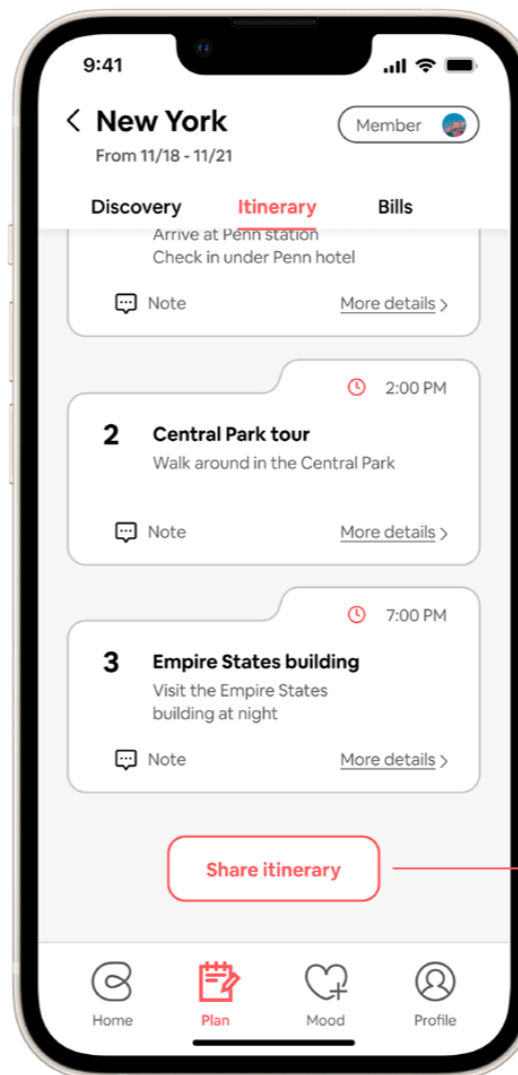 9:41
New York
Member
From 11/18 - 11/21
Discovery Itinerary Bills
Arrive at Penn station
Check in under Penn hotel
Note More details >
2:00 PM
2 Central Park tour
Walk around in the Central Park
Note More details >
7:00 PM
3 Empire States building
Visit the Empire States
building at night
Note More details >
Share itinerary
Home Plan Mood Profile